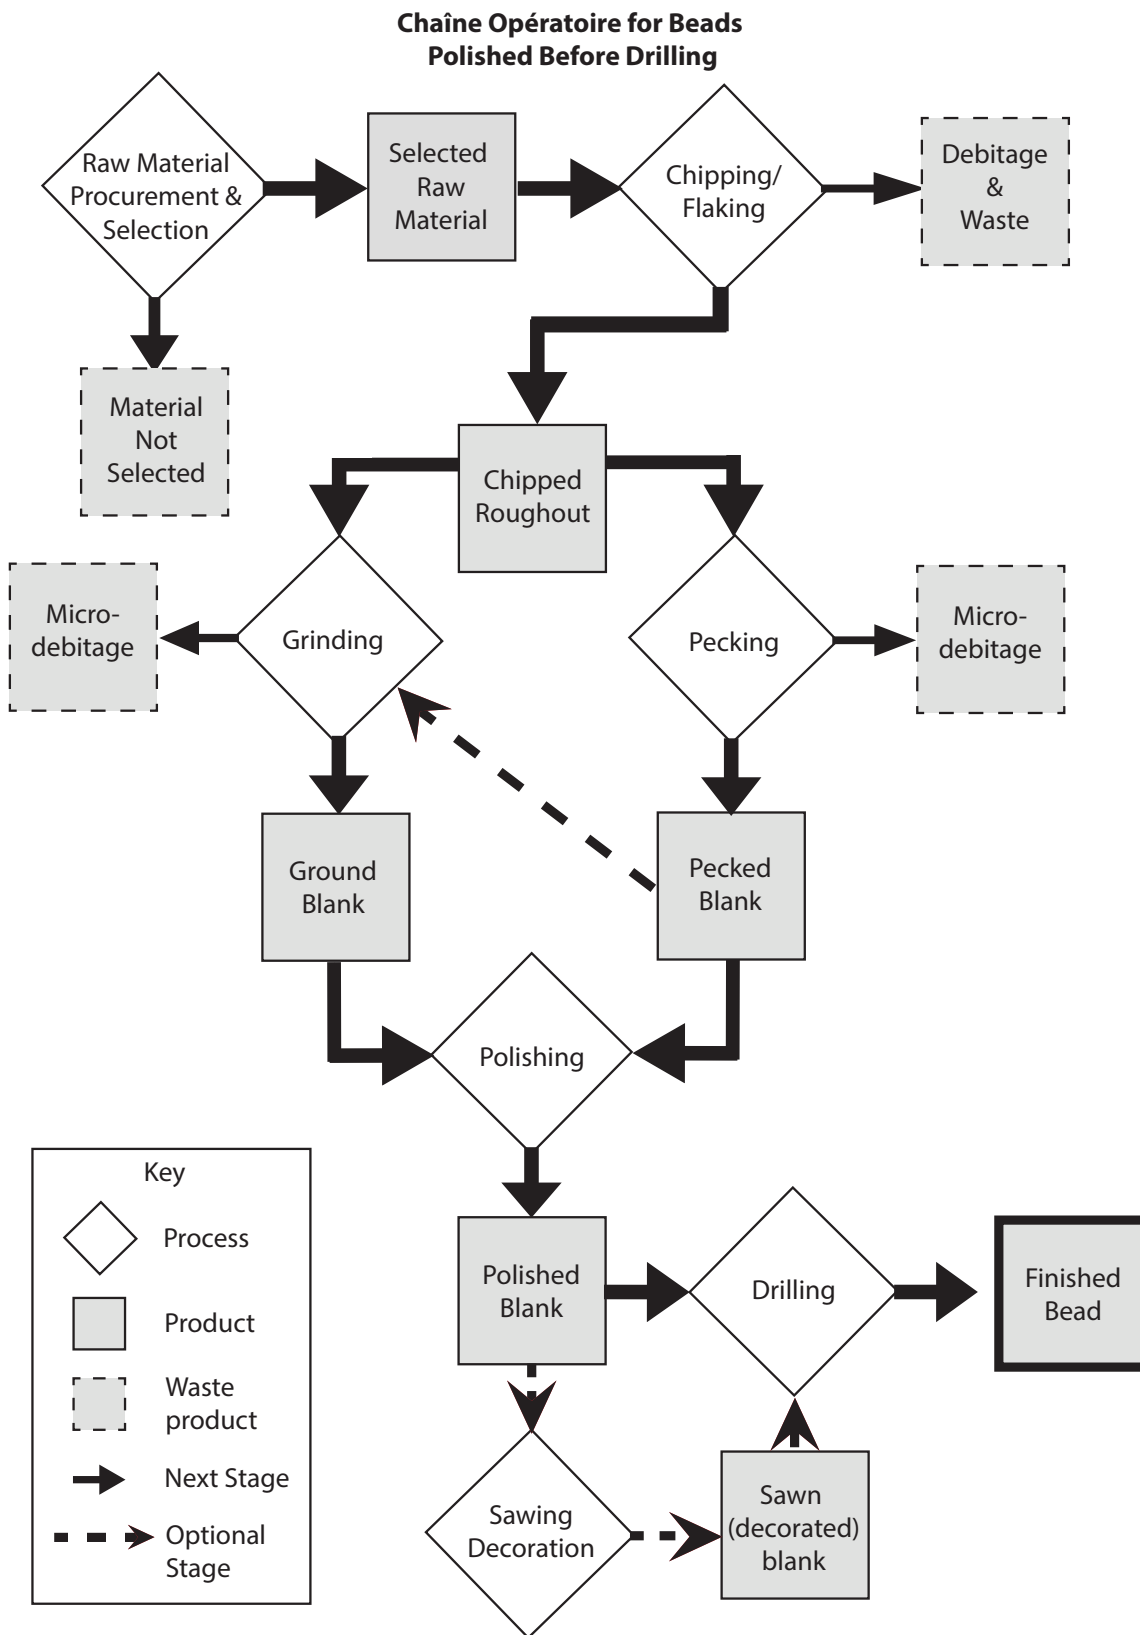 Chaîne Opératoire for Beads
Polished Before Drilling
Raw Material
Procurement &
Selection
Selected
Raw
Material
Chipping/
Flaking
Debitage
&
Waste
Material
Not
Selected
Chipped
Roughout
Micro-
debitage
Grinding
Pecking
Micro-
debitage
Ground
Blank
Pecked
Blank
Polishing
Polished
Blank
Drilling
Finished
Bead
Sawing
Decoration
Sawn
(decorated)
blank
Key
Process
Product
Waste
product
Next Stage
Optional
Stage